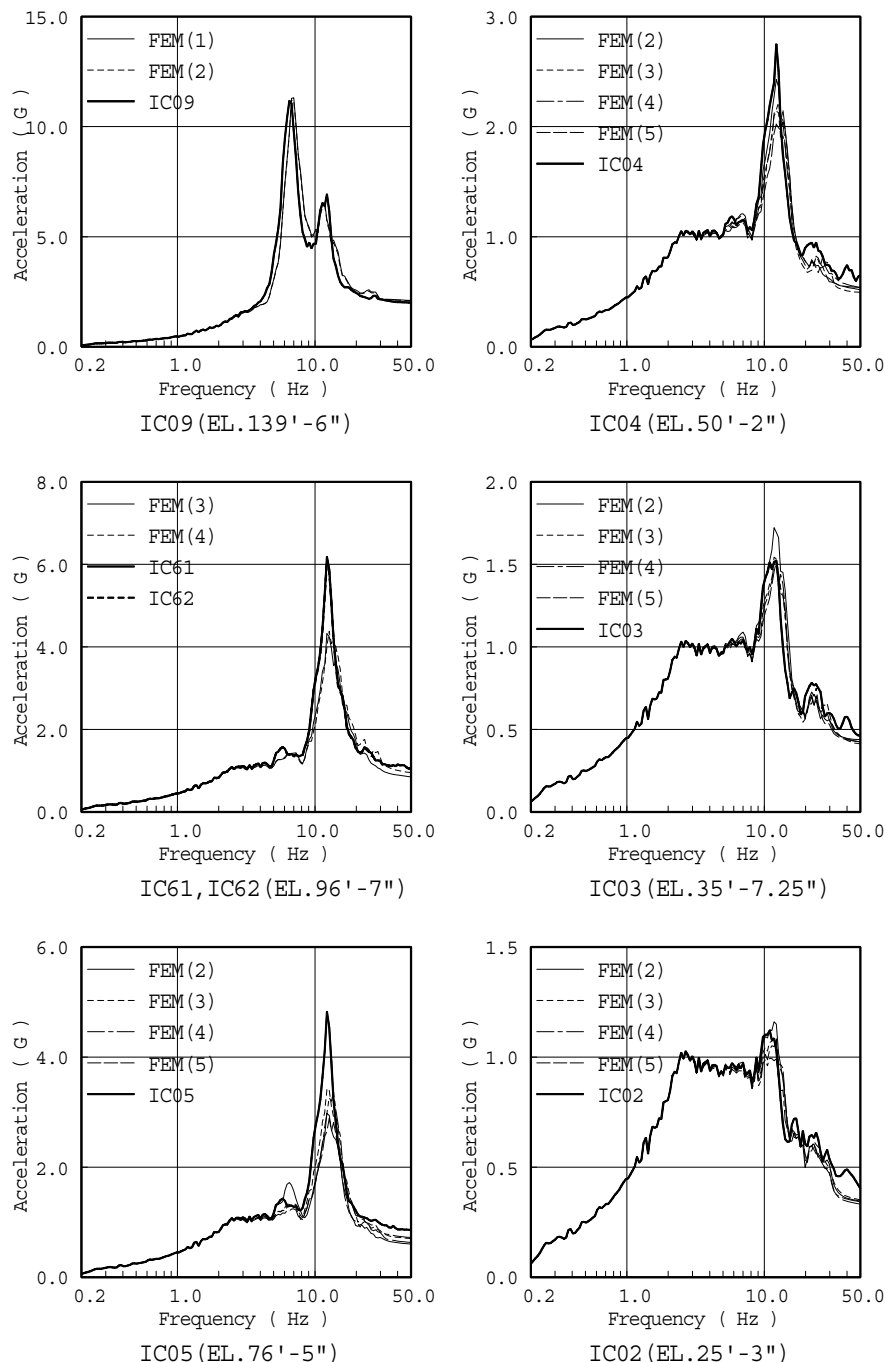 15.0
10.0
5.0
0.0
Acceleration ( G )
FEM(1)
FEM(2)
IC09
0.2 1.0 10.0 50.0
Frequency ( Hz )
IC09(EL.139'-6")
3.0
2.0
1.0
0.0
Acceleration ( G )
FEM(2)
FEM(3)
FEM(4)
FEM(5)
IC04
0.2 1.0 10.0 50.0
Frequency ( Hz )
IC04(EL.50'-2")
8.0
6.0
4.0
2.0
0.0
Acceleration ( G )
FEM(3)
FEM(4)
IC61
IC62
0.2 1.0 10.0 50.0
Frequency ( Hz )
IC61,IC62(EL.96'-7")
2.0
1.5
1.0
0.5
0.0
Acceleration ( G )
FEM(2)
FEM(3)
FEM(4)
FEM(5)
IC03
0.2 1.0 10.0 50.0
Frequency ( Hz )
IC03(EL.35'-7.25")
6.0
4.0
2.0
0.0
Acceleration ( G )
FEM(2)
FEM(3)
FEM(4)
FEM(5)
IC05
0.2 1.0 10.0 50.0
Frequency ( Hz )
IC05(EL.76'-5")
1.5
1.0
0.5
0.0
Acceleration ( G )
FEM(2)
FEM(3)
FEM(4)
FEM(5)
IC02
0.2 1.0 10.0 50.0
Frequency ( Hz )
IC02(EL.25'-3")